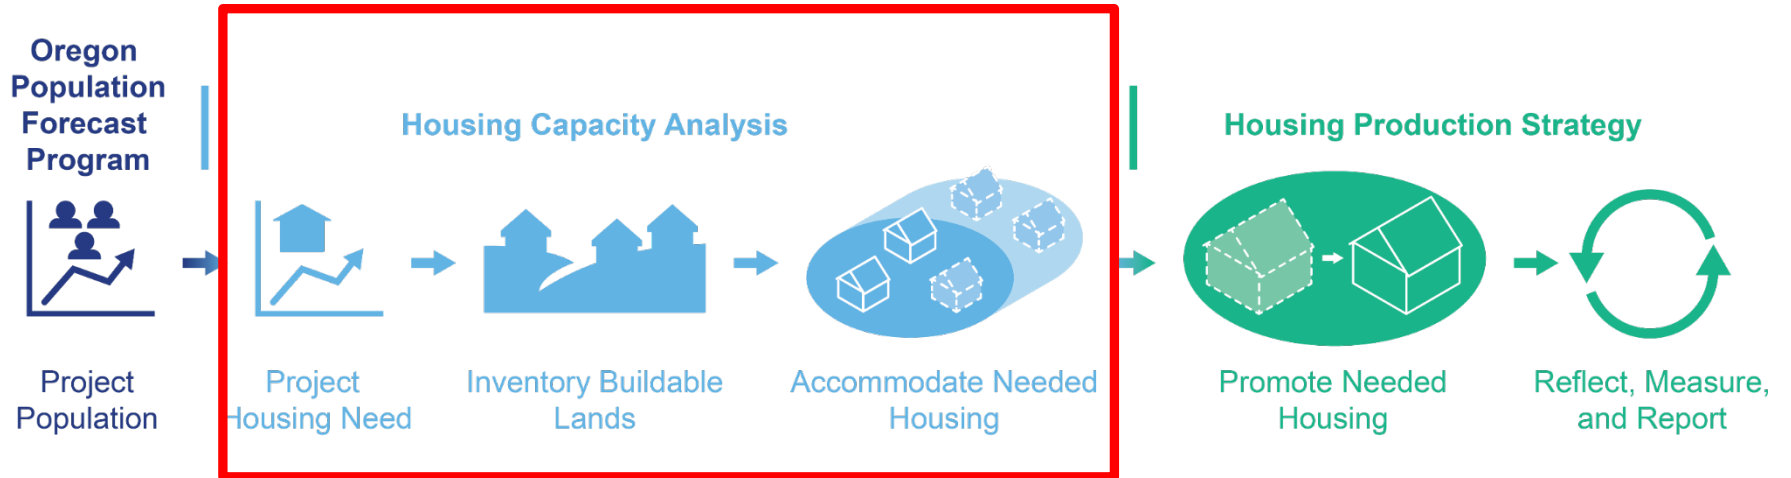 Oregon
Population
Forecast
Program
Housing Capacity Analysis
Housing Production Strategy
Project
Population
Project
Housing Need
Inventory Buildable
Lands
Accommodate Needed
Housing
Promote Needed
Housing
Reflect, Measure,
and Report